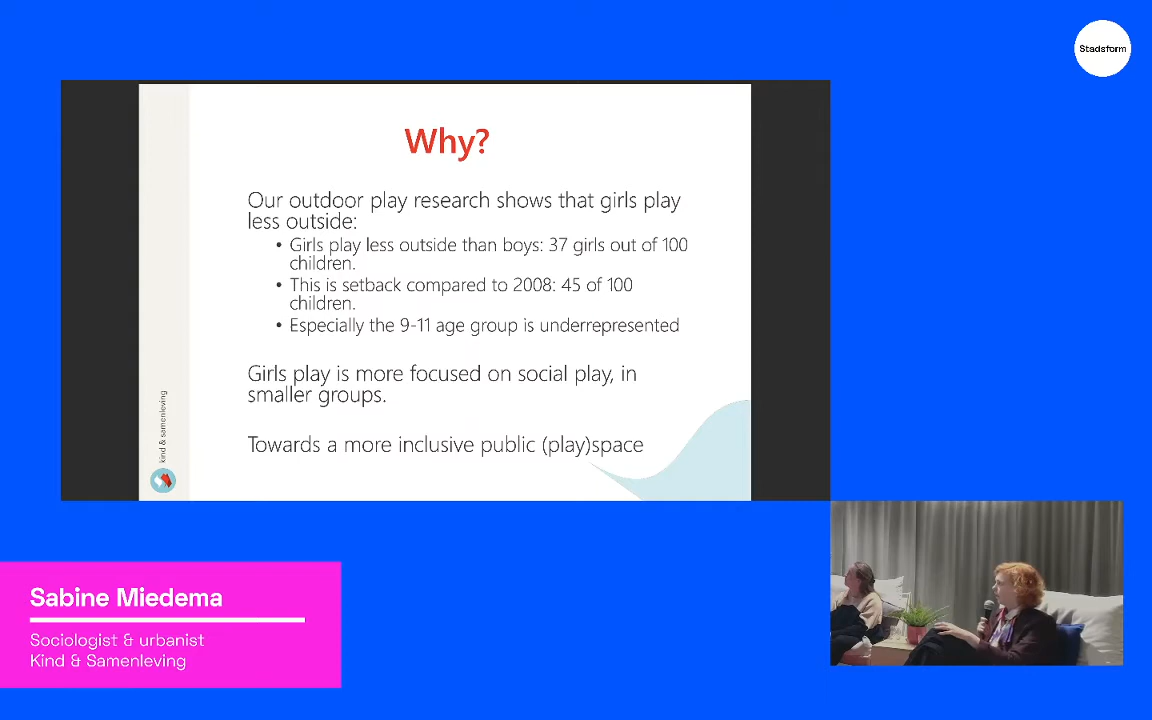 Stadsform
Why?
Our outdoor play research shows that girls play
less outside:
• Girls play less outside than boys: 37 girls out of 100
children.
• This is setback compared to 2008: 45 of 100
children.
• Especially the 9-11 age group is underrepresented
Girls play is more focused on social play, in
smaller groups.
Towards a more inclusive public (play)space
kind & samenleving
Sabine Miedema
Sociologist & urbanist
Kind & Samenleving